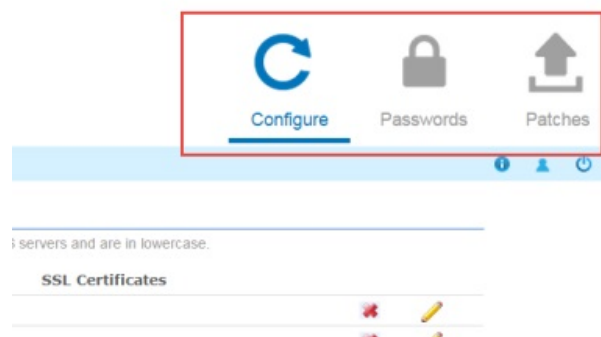 Configure Passwords Patches
servers and are in lowercase.
SSL Certificates